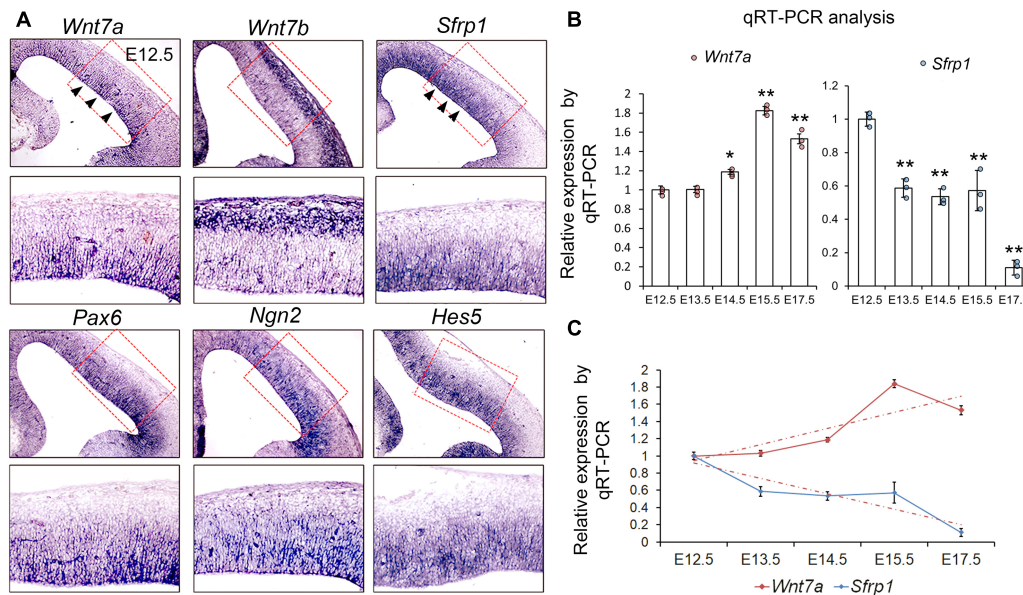 A
Wnt7a Wnt7b Sfrp1
E12.5
Pax6 Ngn2 Hes5
B
qRT-PCR analysis
Wnt7a
Relative expression by
qRT-PCR
2
1.8
1.6
1.4
1.2
1
0.8
0.6
0.4
0.2
0
* ** **
E12.5 E13.5 E14.5 E15.5 E17.5
Sfrp1
1.2
1
0.8
0.6
0.4
0.2
0
** ** ** **
E12.5 E13.5 E14.5 E15.5 E17.
C
Relative expression by
qRT-PCR
2
1.8
1.6
1.4
1.2
1
0.8
0.6
0.4
0.2
0
E12.5 E13.5 E14.5 E15.5 E17.5
Wnt7a Sfrp1